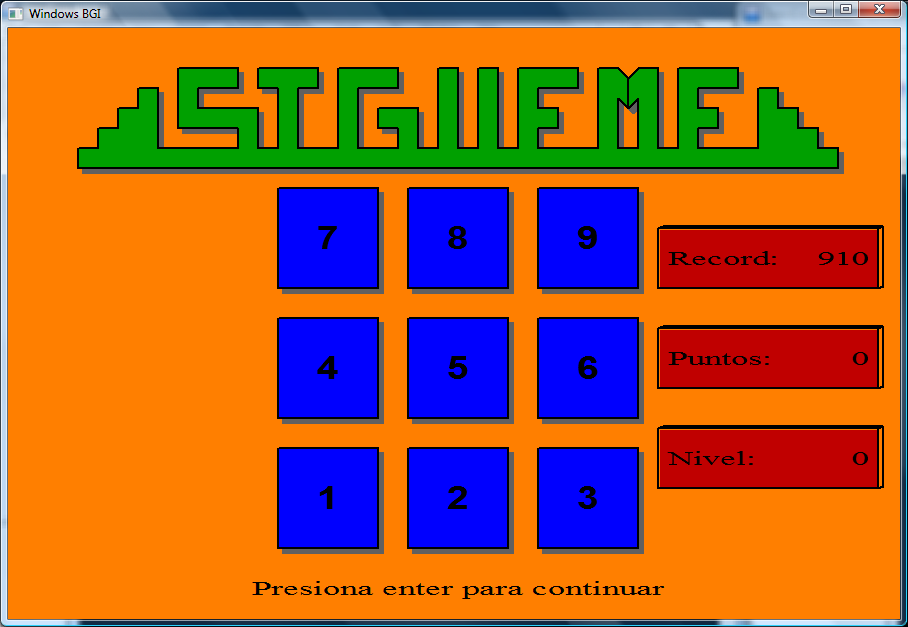 Windows BGI
SIGUEME
7 8 9
Record: 910
4 5 6
Puntos: 0
Nivel: 0
1 2 3
Presiona enter para continuar